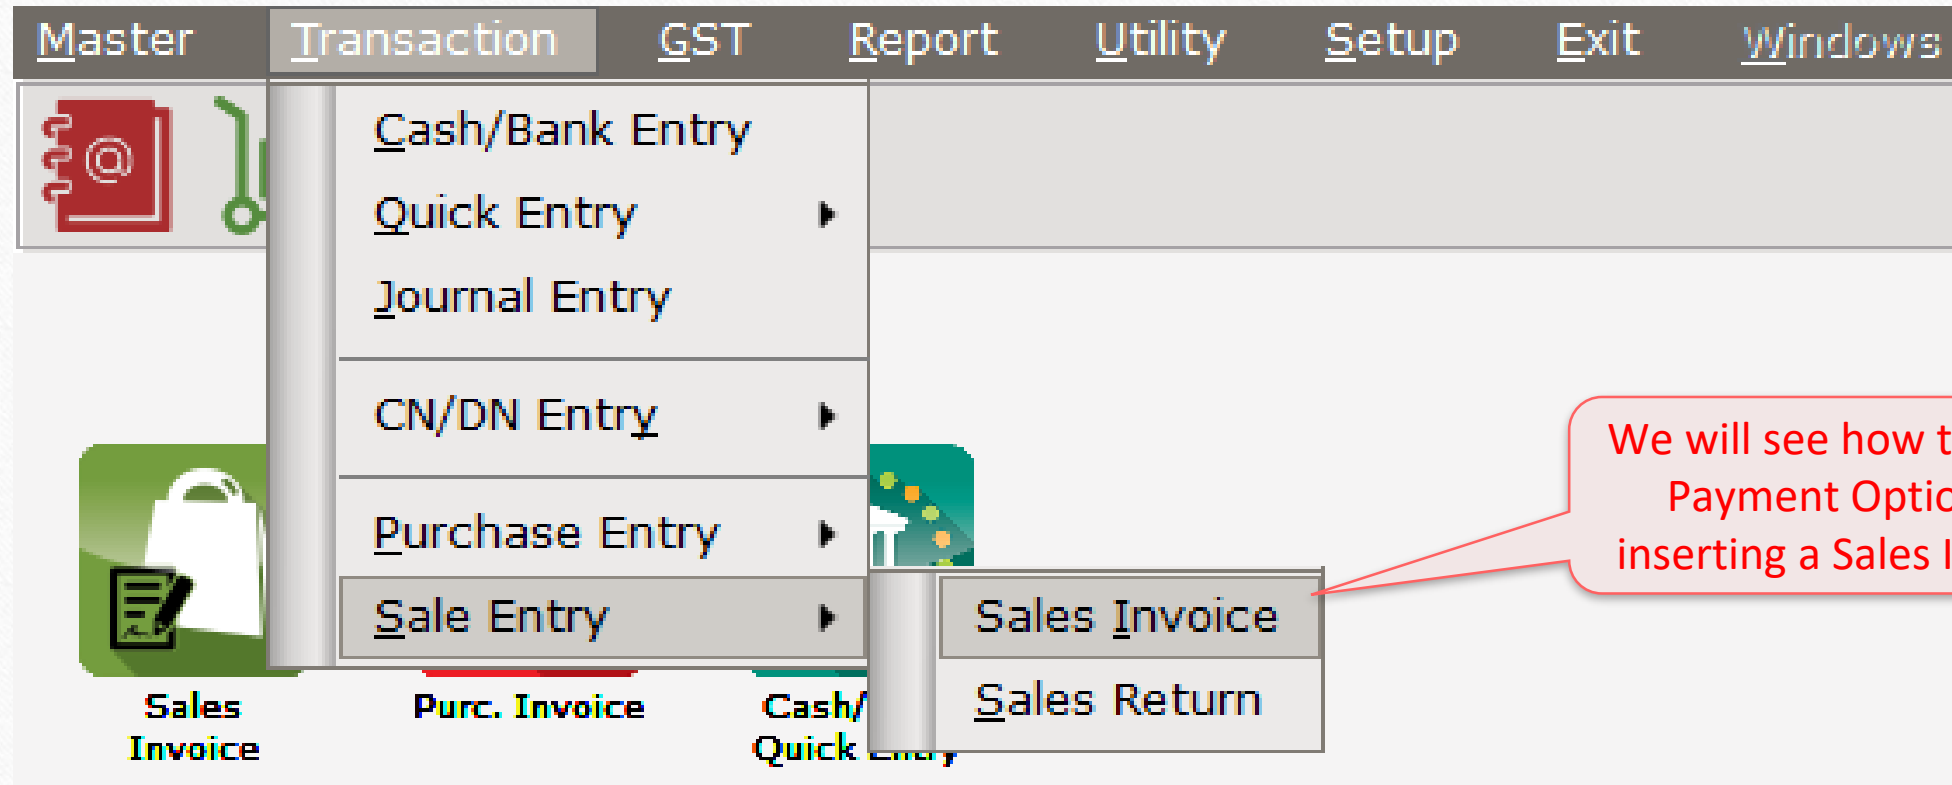 Master Transaction GST Report Utility Setup Exit Windows
@
Cash/Bank Entry
Quick Entry
Journal Entry
CN/DN Entry
Purchase Entry
Sale Entry
Sales Invoice
Sales Return
We will see how t
Payment Optio
inserting a Sales I
Sales
Invoice
Purc. Invoice
Cash/
Quick Entry